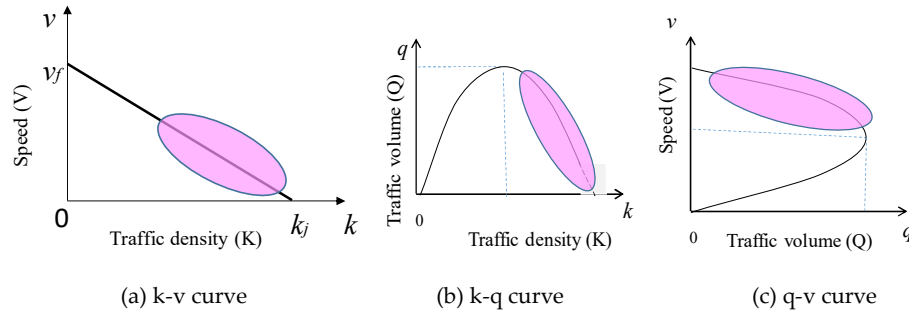 v
v_f
Speed (V)
0
Traffic density (K)
k_j
k
(a) k-v curve
q
Traffic volume (Q)
0
Traffic density (K)
k
(b) k-q curve
v
Speed (V)
0
Traffic volume (Q)
q
(c) q-v curve